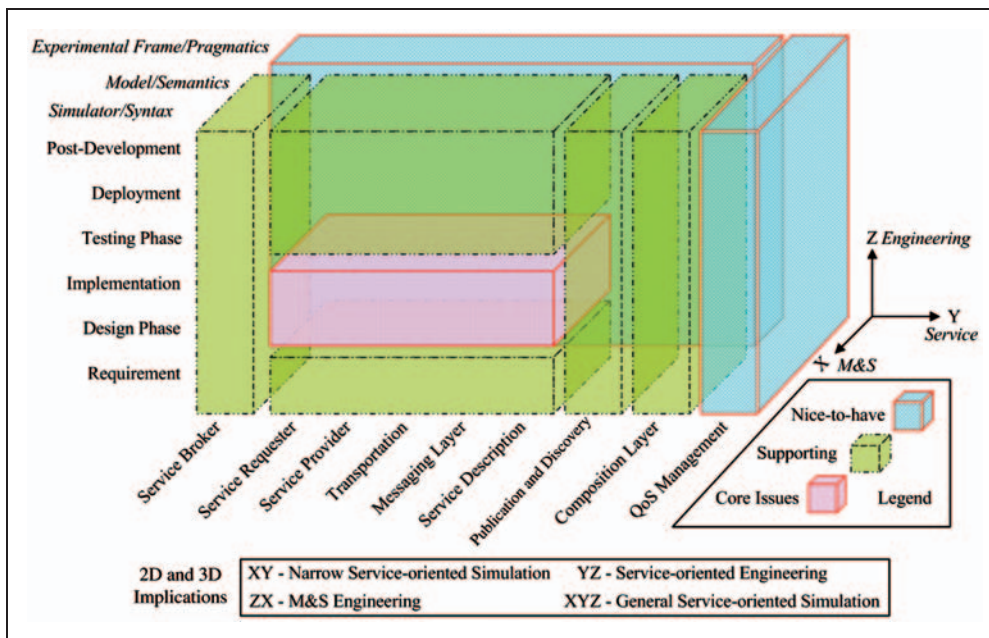 Experimental Frame/Pragmatics
Model/Semantics
Simulator/Syntax
Post-Development
Deployment
Testing Phase
Implementation
Design Phase
Requirement
Service Broker
Service Requester
Service Provider
Transportation
Messaging Layer
Service Description
Publication and Discovery
Composition Layer
QoS Management
Z Engineering
Y
Service
X M&S
Nice-to-have
Supporting
Core Issues
Legend
2D and 3D
Implications
XY - Narrow Service-oriented Simulation
YZ - Service-oriented Engineering
ZX - M&S Engineering
XYZ - General Service-oriented Simulation